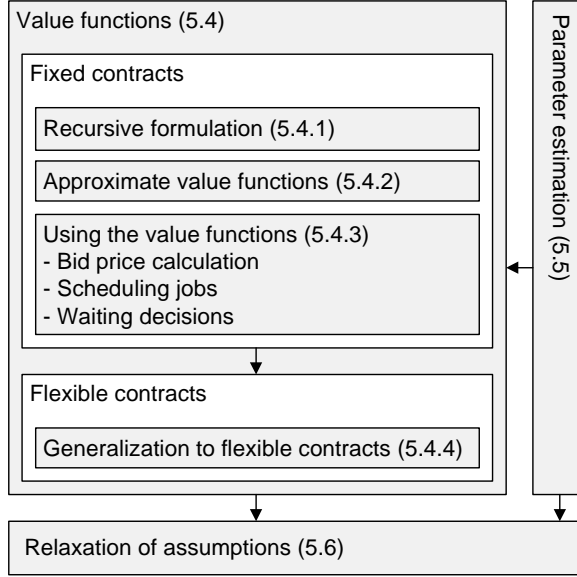 Value functions (5.4)
Fixed contracts
Recursive formulation (5.4.1)
Approximate value functions (5.4.2)
Using the value functions (5.4.3)
- Bid price calculation
- Scheduling jobs
- Waiting decisions
Flexible contracts
Generalization to flexible contracts (5.4.4)
Parameter estimation (5.5)
Relaxation of assumptions (5.6)